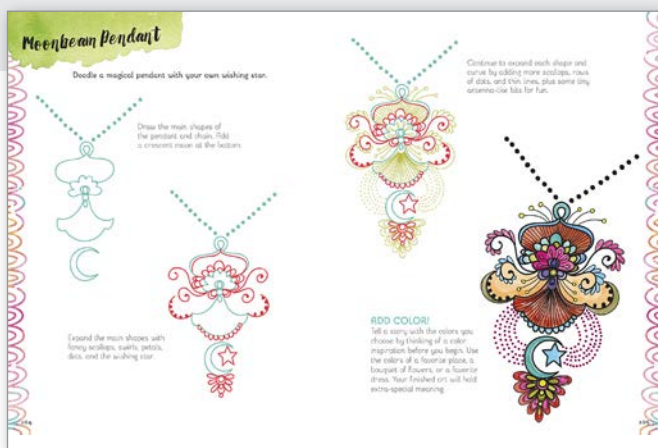 Moonbeam Pendant
Doodle a magical pendant with your own wishing star.
Draw the main shapes of
the pendant and chain. Add
a crescent moon at the bottom.
Expand the main shapes with
fancy scallops, swirls, petals,
dots, and the wishing star.
Continue to expand each shape and
curve by adding more scallops, rows
of dots, and thin lines, plus some tiny
antenna-like bits for fun.
ADD COLOR!
Tell a story with the colors you
choose by thinking of a color
inspiration before you begin. Use
the colors of a favorite place, a
bouquet of flowers, or a favorite
dress. Your finished art will hold
extra-special meaning.